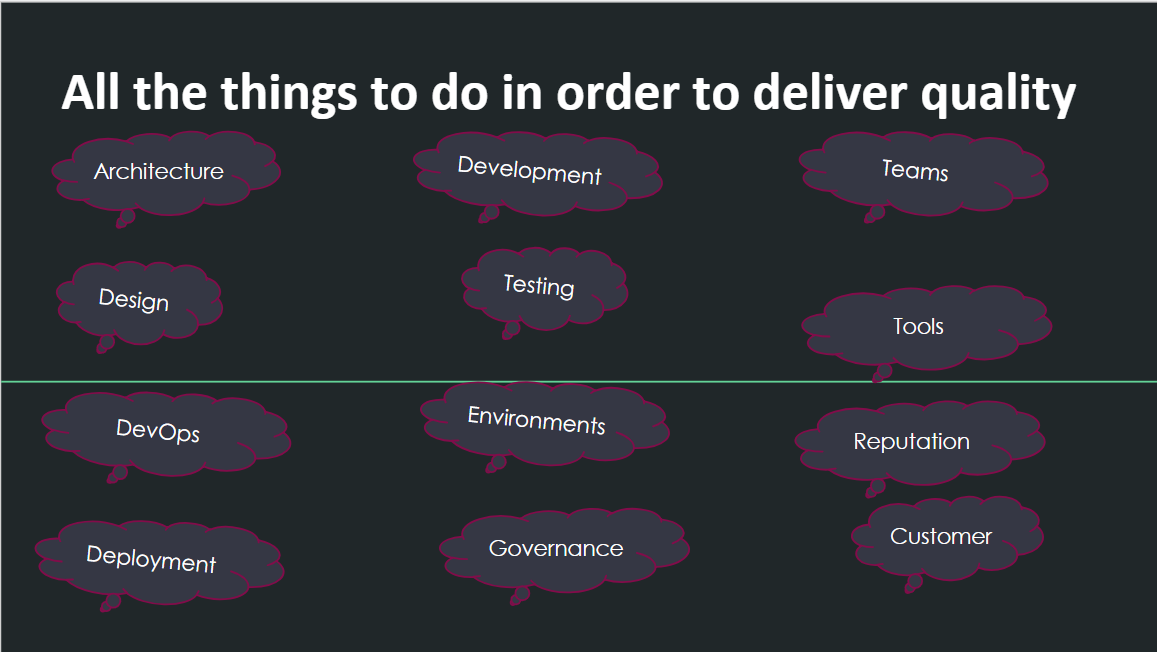 All the things to do in order to deliver quality
Architecture
Development
Teams
Design
Testing
Tools
DevOps
Environments
Reputation
Deployment
Governance
Customer